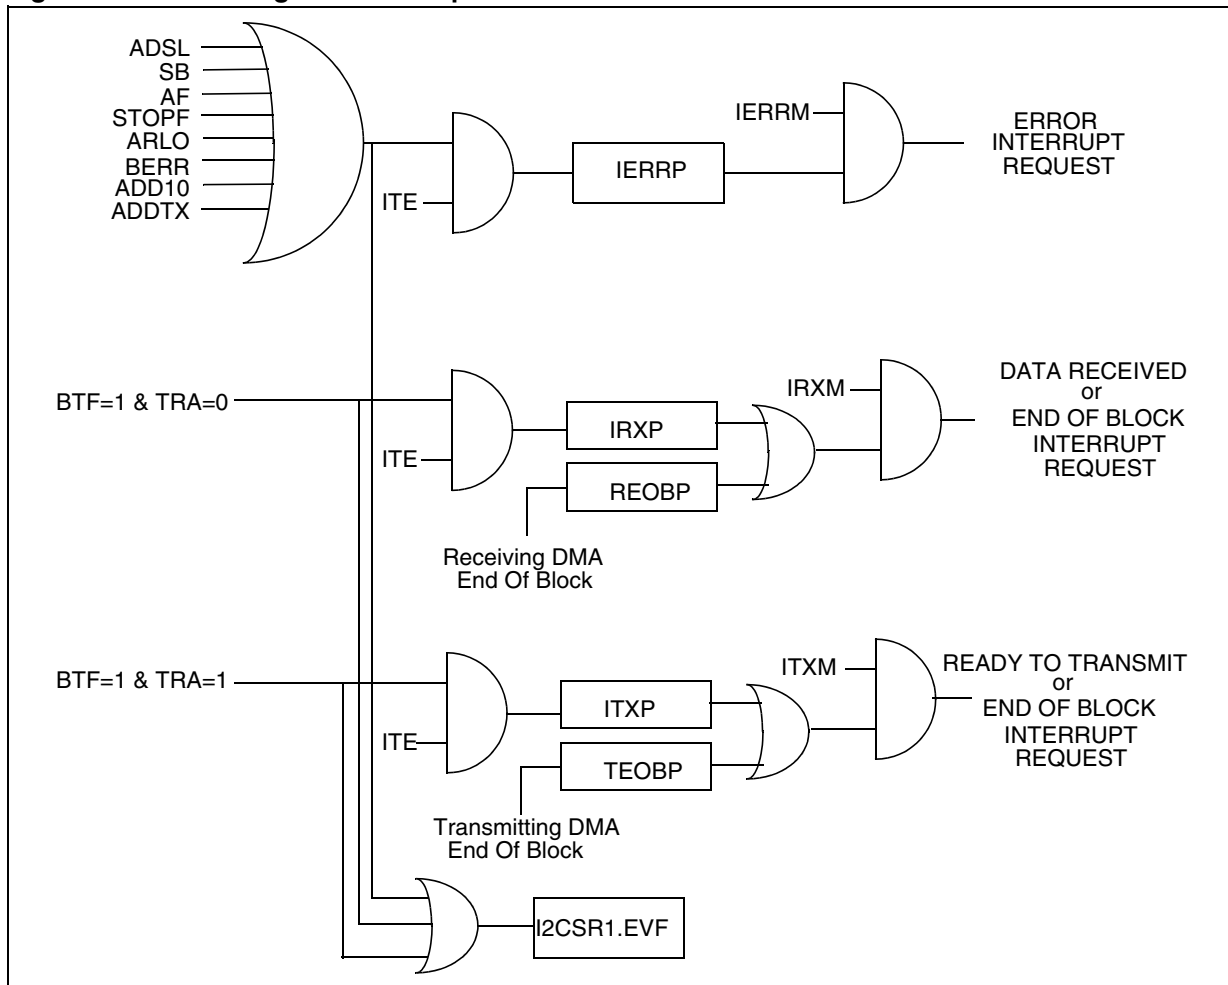 ADSL
SB
AF
STOPF
ARLO
BERR
ADD10
ADDTX
ITE
IERRP
IERRM
ERROR
INTERRUPT
REQUEST
BTF=1 & TRA=0
ITE
IRXP
REOBP
Receiving DMA
End Of Block
IRXM
DATA RECEIVED
or
END OF BLOCK
INTERRUPT
REQUEST
BTF=1 & TRA=1
ITE
ITXP
TEOBP
Transmitting DMA
End Of Block
ITXM
READY TO TRANSMIT
or
END OF BLOCK
INTERRUPT
REQUEST
I2CSR1.EVF